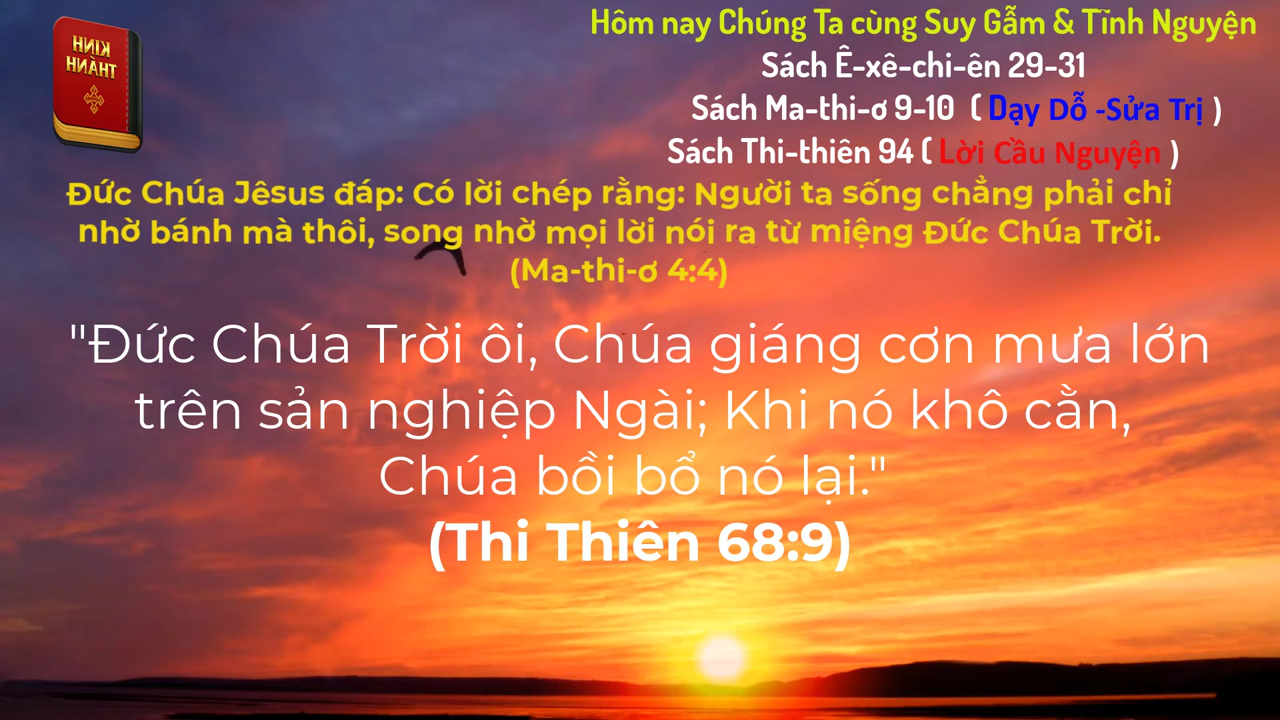 KINH
THÁNH
Hôm nay Chúng Ta cùng Suy Gẫm & Tĩnh Nguyện
Sách Ê-xê-chi-ên 29-31
Sách Ma-thi-ơ 9-10 ( Dạy Dỗ -Sửa Trị )
Sách Thi-thiên 94 ( Lời Cầu Nguyện )
Đức Chúa Jêsus đáp: Có lời chép rằng: Người ta sống chẳng phải chỉ
nhờ bánh mà thôi, song nhờ mọi lời nói ra từ miệng Đức Chúa Trời.
(Ma-thi-ơ 4:4)
"Đức Chúa Trời ôi, Chúa giáng cơn mưa lớn
trên sản nghiệp Ngài; Khi nó khô cằn,
Chúa bồi bổ nó lại."
(Thi Thiên 68:9)